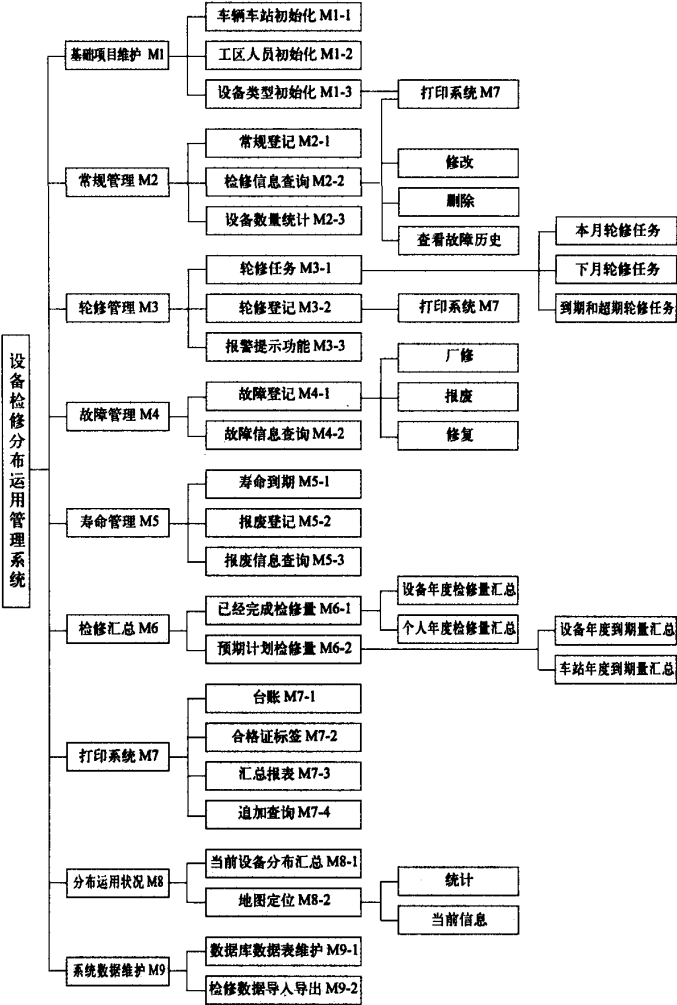 设备检修分布运用管理系统
基础项目维护 M1
车辆车站初始化 M1-1
工区人员初始化 M1-2
设备类型初始化 M1-3
打印系统 M7
常规管理 M2
常规登记 M2-1
检修信息查询 M2-2
设备数量统计 M2-3
修改
删除
查看故障历史
轮修管理 M3
轮修任务 M3-1
轮修登记 M3-2
报警提示功能 M3-3
本月轮修任务
下月轮修任务
到期和超期轮修任务
打印系统 M7
故障管理 M4
故障登记 M4-1
故障信息查询 M4-2
厂修
报废
修复
寿命管理 M5
寿命到期 M5-1
报废登记 M5-2
报废信息查询 M5-3
检修汇总 M6
已经完成检修量 M6-1
预期计划检修量 M6-2
设备年度检修量汇总
个人年度检修量汇总
设备年度到期量汇总
车站年度到期量汇总
打印系统 M7
台账 M7-1
合格证标签 M7-2
汇总报表 M7-3
追加查询 M7-4
分布运用状况 M8
当前设备分布汇总 M8-1
地图定位 M8-2
统计
当前信息
系统数据维护 M9
数据库数据表维护 M9-1
检修数据导入导出 M9-2